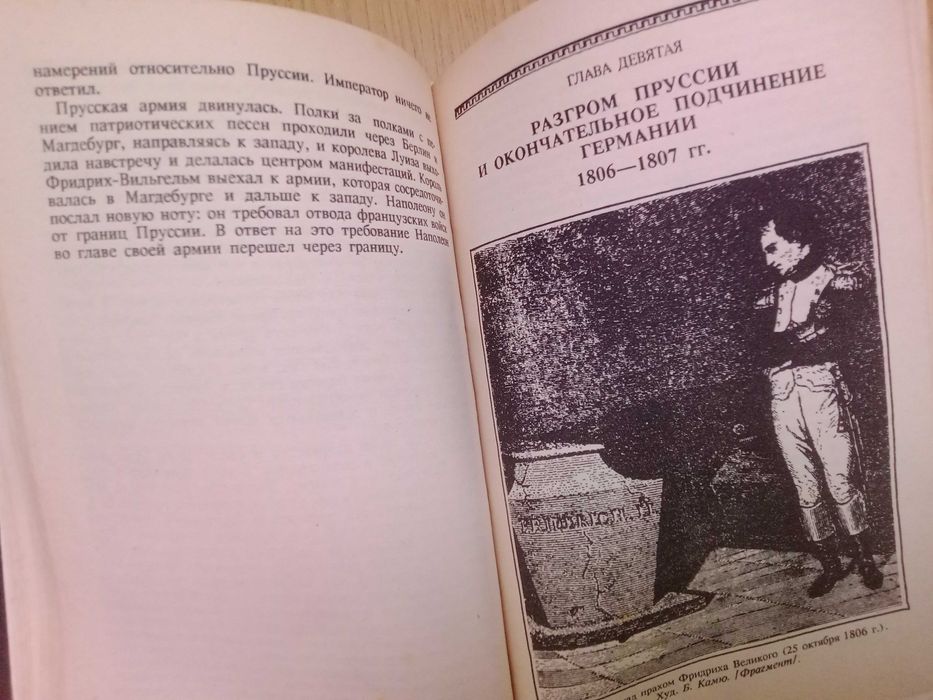 намерений относительно Пруссии. Император ничего не
ответил.
Прусская армия двинулась. Полки за полками с пе-
нием патриотических песен проходили через Берлин и
Магдебург, направляясь к западу, и королева Луиза выхо-
дила навстречу и делалась центром манифестаций. Король
Фридрих-Вильгельм выехал к армии, которая сосредоточи-
валась в Магдебурге и дальше к западу. Наполеону он
послал новую ноту: он требовал отвода французских войск
от границ Пруссии. В ответ на это требование Наполеон
во главе своей армии перешел через границу.
ГЛАВА ДЕВЯТАЯ
РАЗГРОМ ПРУССИИ
И ОКОНЧАТЕЛЬНОЕ ПОДЧИНЕНИЕ
ГЕРМАНИИ
1806—1807 гг.
прахом Фридриха Великого (25 октября 1806 г.).
Худ. Б. Камю. /Фрагмент/.